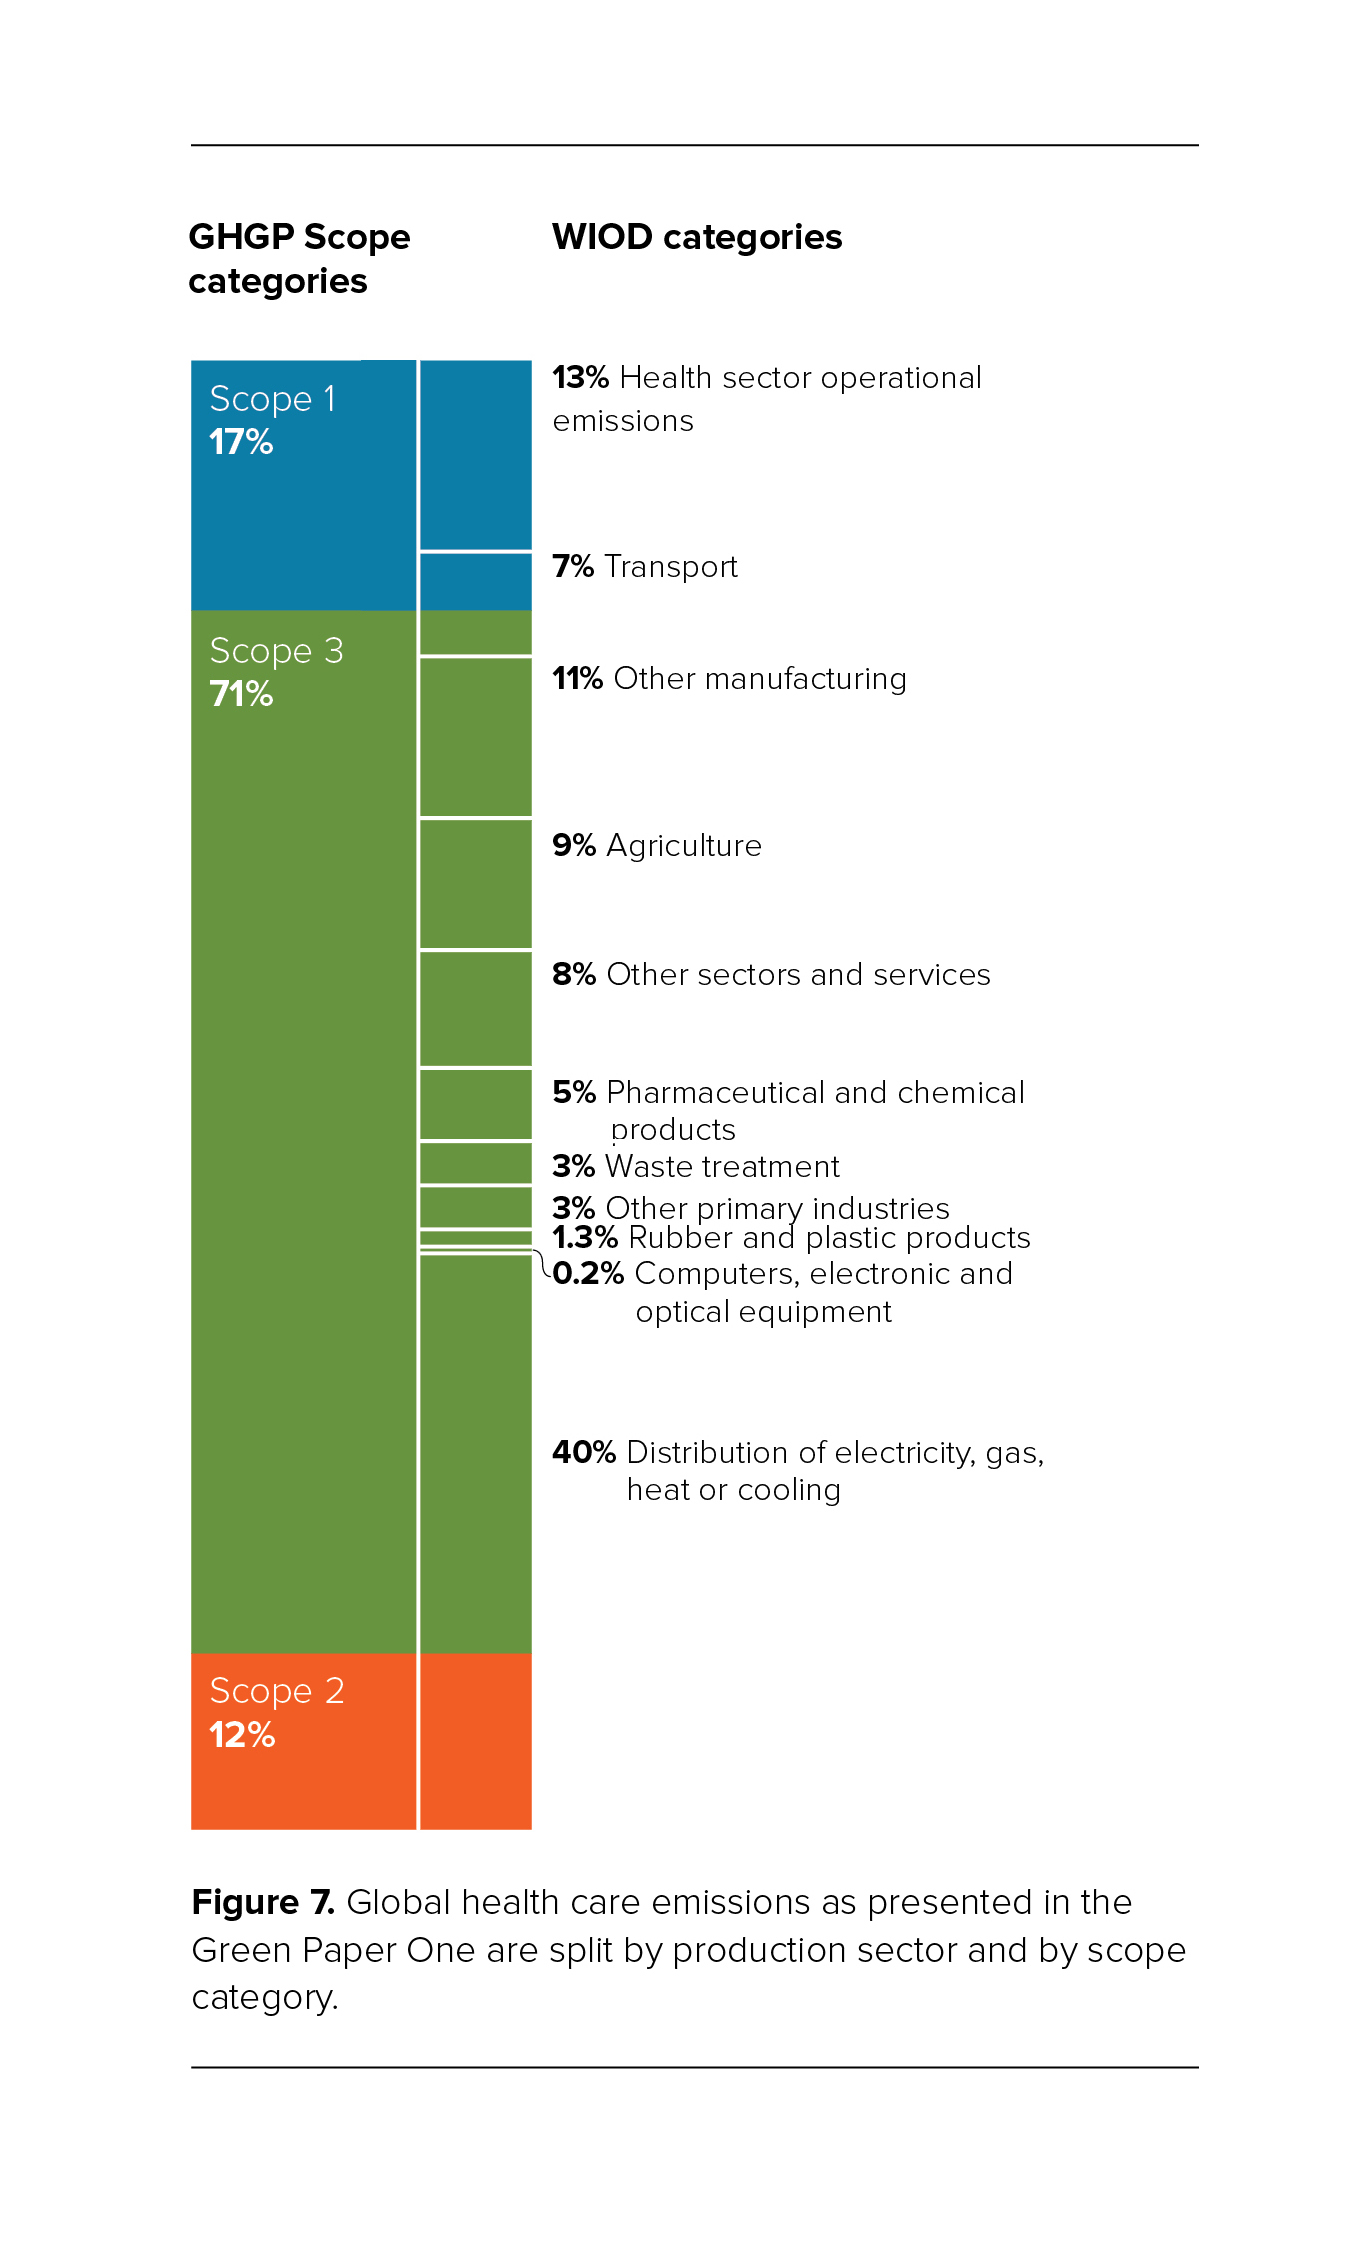 GHGP Scope
categories
WIOD categories
Scope 1
17%
13% Health sector operational
emissions
7% Transport
Scope 3
71%
11% Other manufacturing
9% Agriculture
8% Other sectors and services
5% Pharmaceutical and chemical
products
3% Waste treatment
3% Other primary industries
1.3% Rubber and plastic products
0.2% Computers, electronic and
optical equipment
40% Distribution of electricity, gas,
heat or cooling
Scope 2
12%
Figure 7. Global health care emissions as presented in the
Green Paper One are split by production sector and by scope
category.